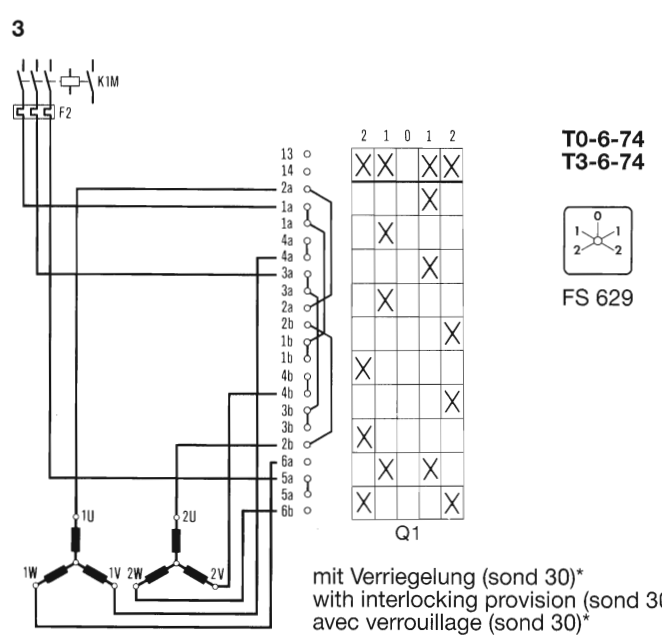 3
K1M
F2
2 1 0 1 2
T0-6-74
T3-6-74
13
14
2a
1a
1a
4a
4a
3a
3a
2a
2b
1b
1b
4b
4b
3b
3b
2b
6a
5a
5a
6b
0
1 1
2 2
FS 629
Q1
1U
2U
1W
1V
2W
2V
mit Verriegelung (sond 30)*
with interlocking provision (sond 30
avec verrouillage (sond 30)*